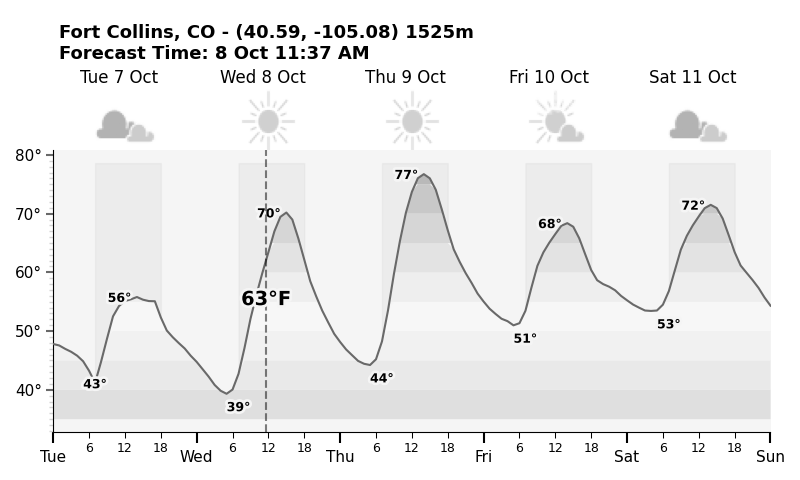 Fort Collins, CO - (40.59, -105.08) 1525m
Forecast Time: 8 Oct 11:37 AM
Tue 7 Oct Wed 8 Oct Thu 9 Oct Fri 10 Oct Sat 11 Oct
80°
77°
72°
70° 70°
68°
60°
63°F
56°
50°
51°
53°
43°
44°
40°
39°
6 12 18 6 12 18 6 12 18 6 12 18 6 12 18
Tue Wed Thu Fri Sat Sun